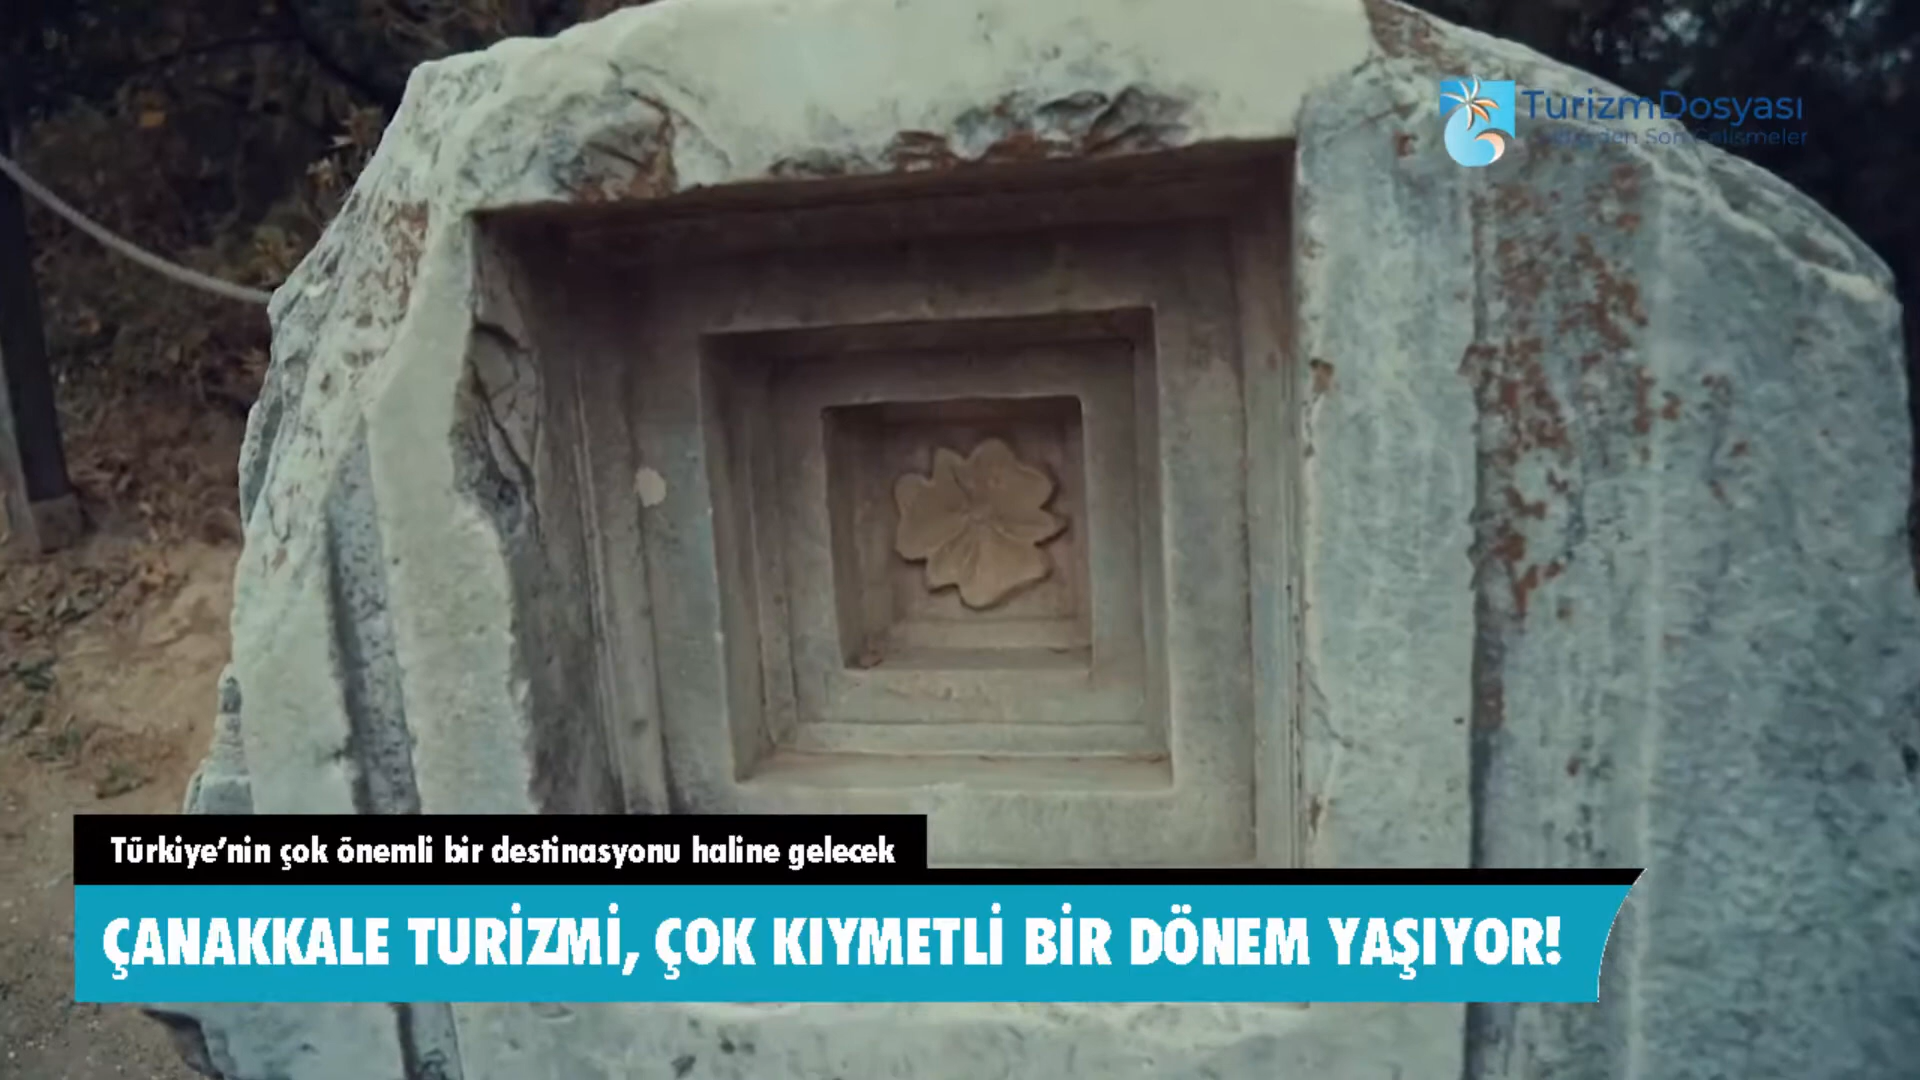 TurizmDosyası
Türkiye'nin çok önemli bir destinasyonu haline gelecek
ÇANAKKALE TURİZMİ, ÇOK KIYMETLİ BİR DÖNEM YAŞIYOR!